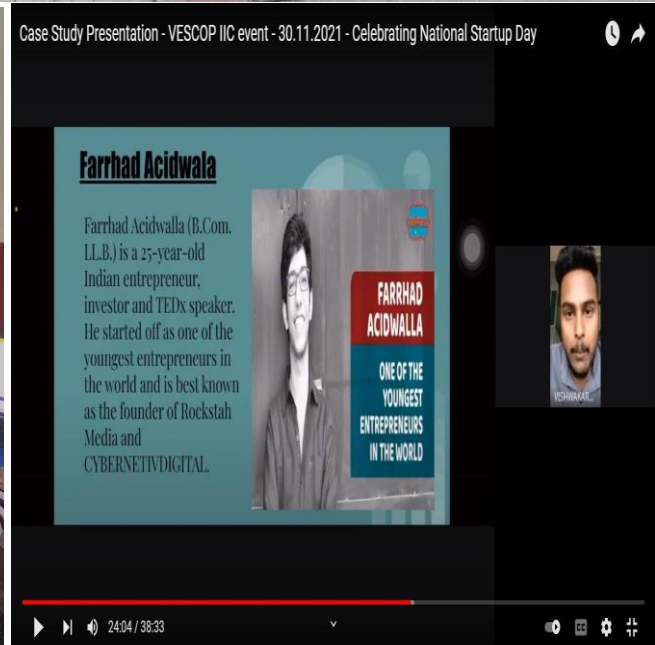 Case Study Presentation - VESCOP IIC event - 30.11.2021 - Celebrating National Startup Day
Farrhad Acidwala
Farrhad Acidwalla (B.Com.
LL.B.) is a 25-year-old
Indian entrepreneur,
investor and TEDx speaker.
He started off as one of the
youngest entrepreneurs in
the world and is best known
as the founder of Rockstah
Media and
CYBERNETIVDIGITAL.
FARRHAD
ACIDWALLA
ONE OF THE
YOUNGEST
ENTREPRENEURS
IN THE WORLD
VISHWAKAR...
24:04 / 38:33
CC